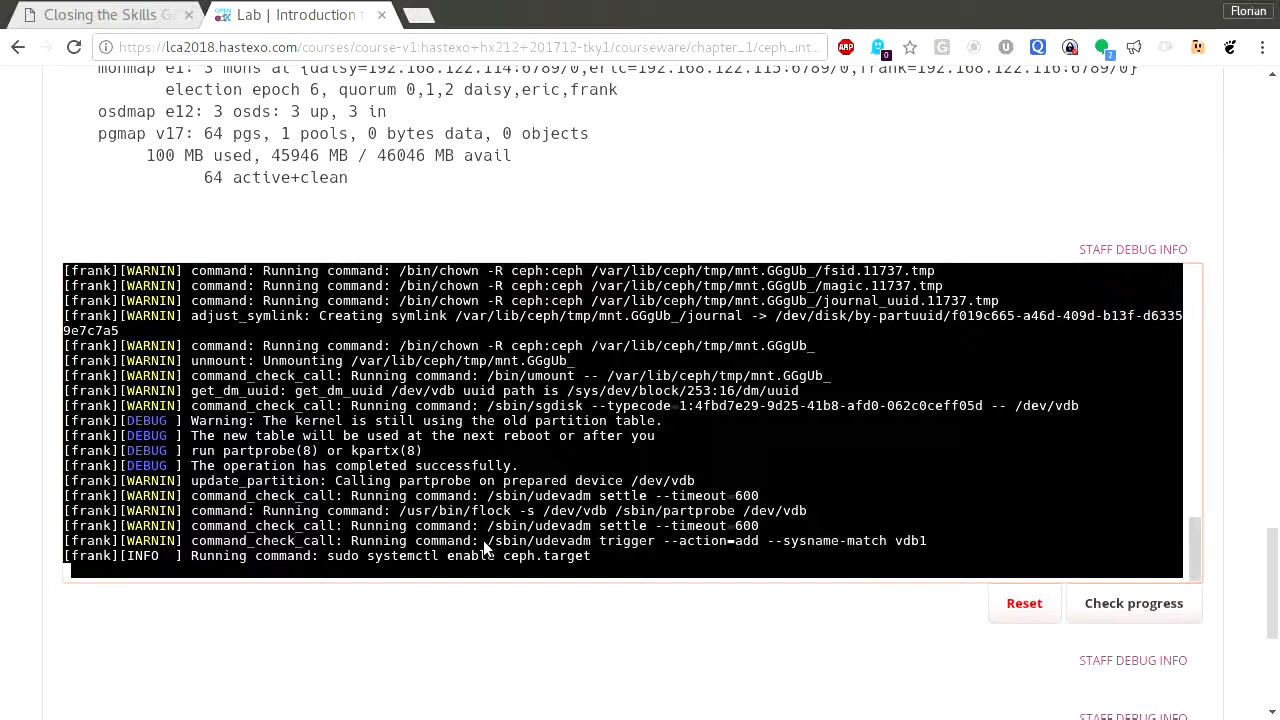 Closing the Skills G
Lab | Introduction t
Florian
https://lca2018.hastexo.com/courses/course-v1:hastexo+hx212+201712-tky1/courseware/chapter_1/ceph_int...
monmap e1: 3 mons at {daisy=192.168.122.114:6789/0,eric=192.168.122.115:6789/0,frank=192.168.122.116:6789/0}
election epoch 6, quorum 0,1,2 daisy,eric,frank
osdmap e12: 3 osds: 3 up, 3 in
pgmap v17: 64 pgs, 1 pools, 0 bytes data, 0 objects
100 MB used, 45946 MB / 46046 MB avail
64 active+clean
STAFF DEBUG INFO
[frank][WARNIN] command: Running command: /bin/chown -R ceph:ceph /var/lib/ceph/tmp/mnt.GGgUb_/fsid.11737.tmp
[frank][WARNIN] command: Running command: /bin/chown -R ceph:ceph /var/lib/ceph/tmp/mnt.GGgUb_/magic.11737.tmp
[frank][WARNIN] command: Running command: /bin/chown -R ceph:ceph /var/lib/ceph/tmp/mnt.GGgUb_/journal_uuid.11737.tmp
[frank][WARNIN] adjust_symlink: Creating symlink /var/lib/ceph/tmp/mnt.GGgUb_/journal -> /dev/disk/by-partuuid/f019c665-a46d-409d-b13f-d6335
9e7c7a5
[frank][WARNIN] command: Running command: /bin/chown -R ceph:ceph /var/lib/ceph/tmp/mnt.GGgUb_
[frank][WARNIN] unmount: Unmounting /var/lib/ceph/tmp/mnt.GGgUb_
[frank][WARNIN] command_check_call: Running command: /bin/umount -- /var/lib/ceph/tmp/mnt.GGgUb_
[frank][WARNIN] get_dm_uuid: get_dm_uuid /dev/vdb uuid path is /sys/dev/block/253:16/dm/uuid
[frank][WARNIN] command_check_call: Running command: /sbin/sgdisk --typecode=1:4fbd7e29-9d25-41b8-afd0-062c0ceff05d -- /dev/vdb
[frank][DEBUG ] Warning: The kernel is still using the old partition table.
[frank][DEBUG ] The new table will be used at the next reboot or after you
[frank][DEBUG ] run partprobe(8) or kpartx(8)
[frank][DEBUG ] The operation has completed successfully.
[frank][WARNIN] update_partition: Calling partprobe on prepared device /dev/vdb
[frank][WARNIN] command_check_call: Running command: /sbin/udevadm settle --timeout=600
[frank][WARNIN] command: Running command: /usr/bin/flock -s /dev/vdb /sbin/partprobe /dev/vdb
[frank][WARNIN] command_check_call: Running command: /sbin/udevadm settle --timeout=600
[frank][WARNIN] command_check_call: Running command: /sbin/udevadm trigger --action=add --sysname-match vdb1
[frank][INFO  ] Running command: sudo systemctl enable ceph.target
Reset
Check progress
STAFF DEBUG INFO
STAFF DEBUG INFO